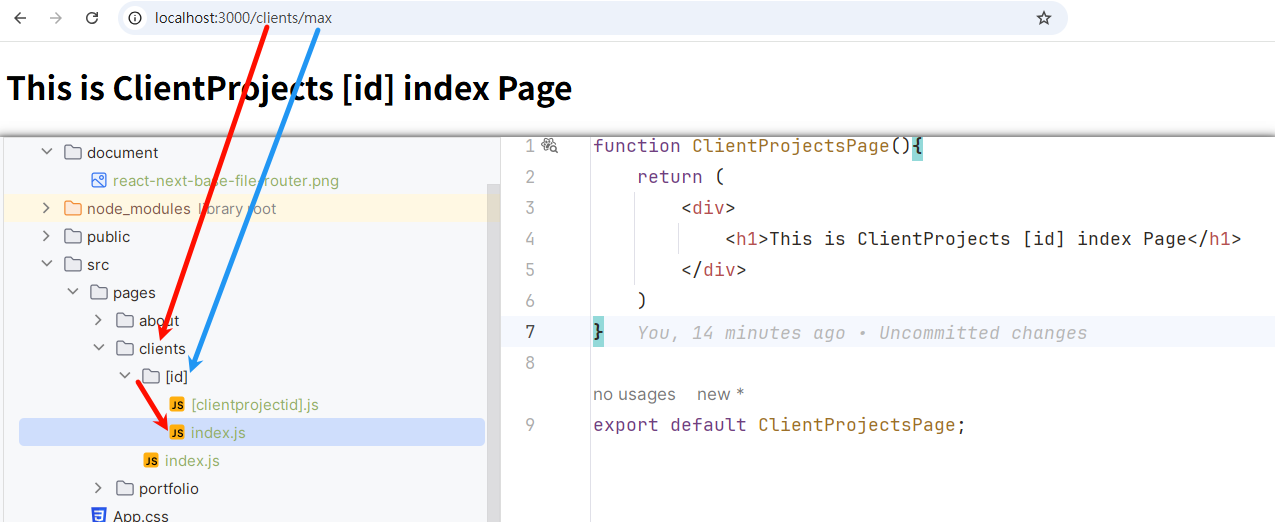 localhost:3000/clients/max
This is ClientProjects [id] index Page
document
react-next-base-file-router.png
node_modules library root
public
src
pages
about
clients
[id]
JS [clientprojectid].js
JS index.js
JS index.js
portfolio
App.css
1 function ClientProjectsPage(){
2 return (
3 <div>
4 <h1>This is ClientProjects [id] index Page</h1>
5 </div>
6 )
7 } You, 14 minutes ago • Uncommitted changes
8
no usages new *
9 export default ClientProjectsPage;